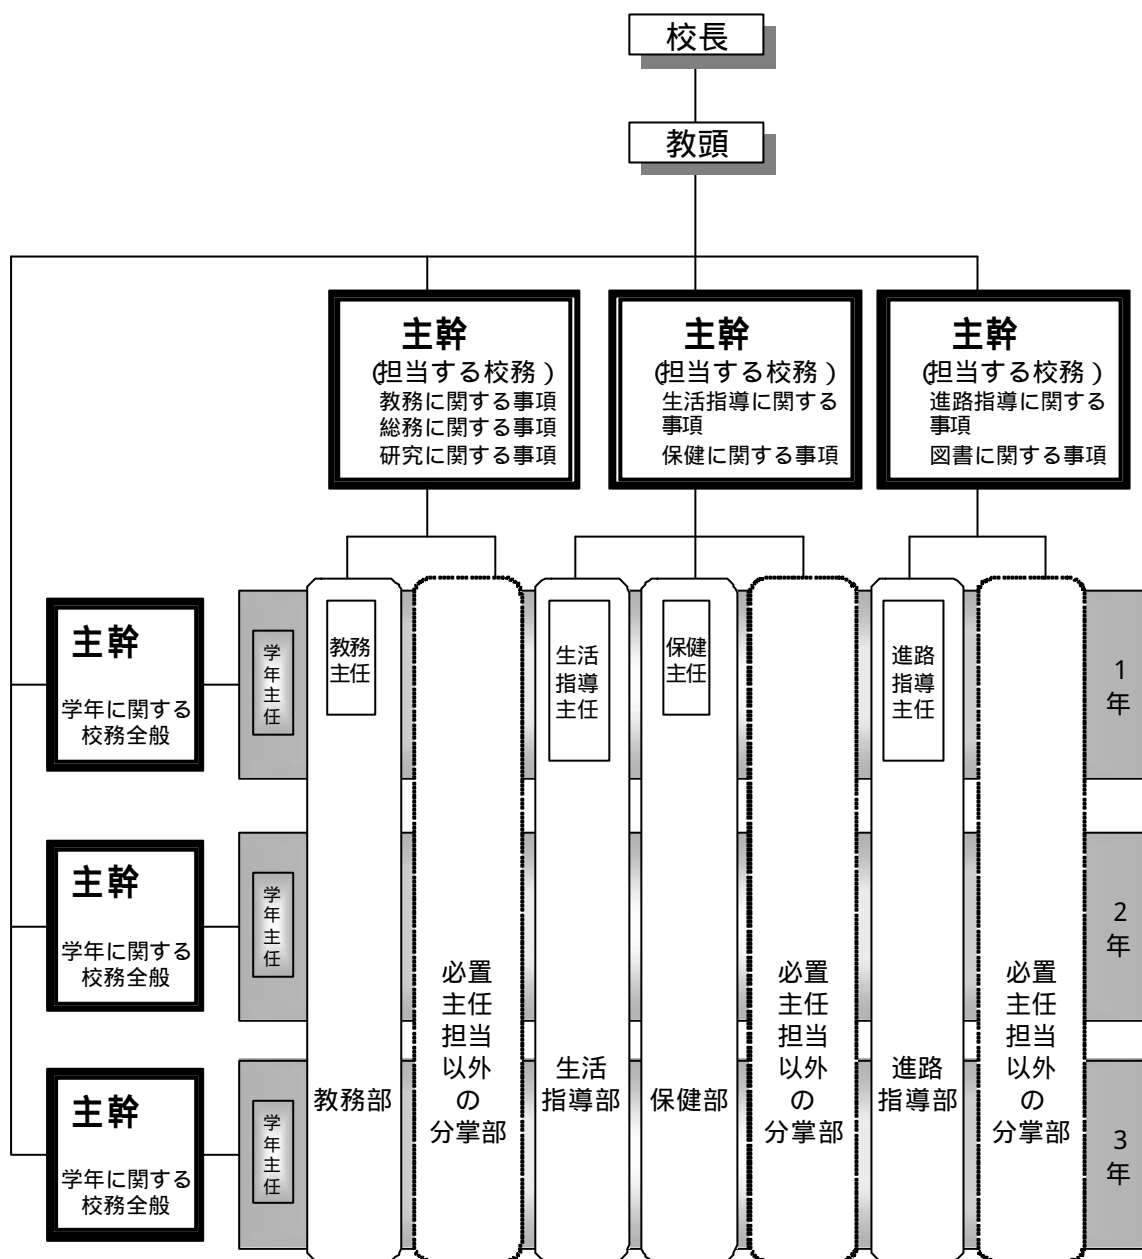 校長
教頭
主幹
(担当する校務)
教務に関する事項
総務に関する事項
研究に関する事項
主幹
(担当する校務)
生活指導に関する
事項
保健に関する事項
主幹
(担当する校務)
進路指導に関する
事項
図書に関する事項
主幹
学年に関する
校務全般
学年主任
教務
主任
生活
指導
主任
保健
主任
進路
指導
主任
1
年
主幹
学年に関する
校務全般
学年主任
2
年
主幹
学年に関する
校務全般
学年主任
3
年
教務部
必置
主任
担当
以外
の
分掌部
生活
指導部
保健部
必置
主任
担当
以外
の
分掌部
進路
指導部
必置
主任
担当
以外
の
分掌部